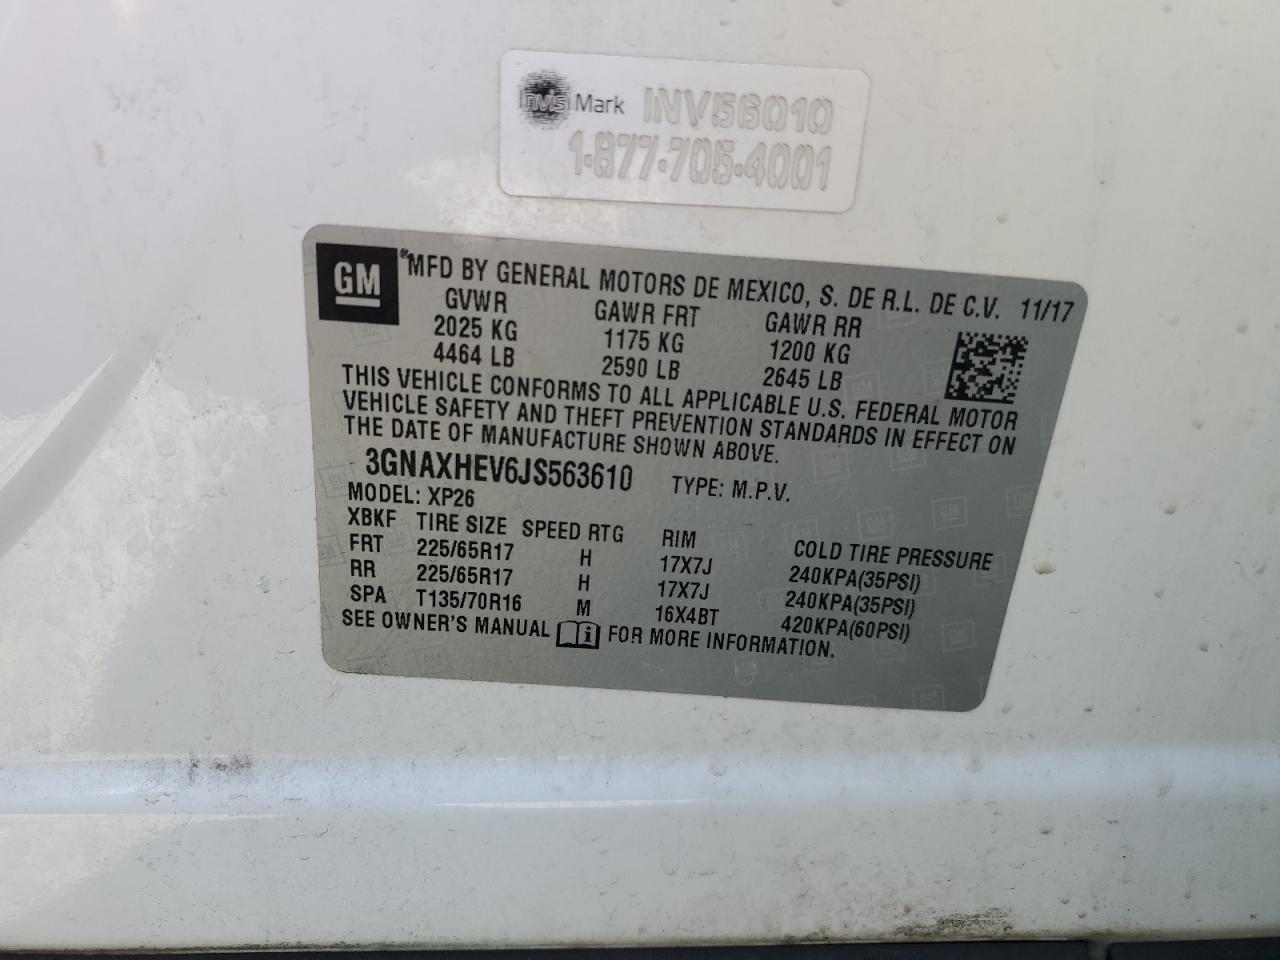 invis Mark INV56010
1-877-705-4001
GM
MFD BY GENERAL MOTORS DE MEXICO, S. DE R.L. DE C.V. 11/17
GVWR GAWR FRT GAWR RR
2025 KG 1175 KG 1200 KG
4464 LB 2590 LB 2645 LB
THIS VEHICLE CONFORMS TO ALL APPLICABLE U.S. FEDERAL MOTOR
VEHICLE SAFETY AND THEFT PREVENTION STANDARDS IN EFFECT ON
THE DATE OF MANUFACTURE SHOWN ABOVE.
3GNAXHEV6JS563610 TYPE: M.P.V.
MODEL: XP26
XBKF TIRE SIZE SPEED RTG RIM COLD TIRE PRESSURE
FRT 225/65R17 H 17X7J 240KPA(35PSI)
RR 225/65R17 H 17X7J 240KPA(35PSI)
SPA T135/70R16 M 16X4BT 420KPA(60PSI)
SEE OWNER'S MANUAL i FOR MORE INFORMATION.